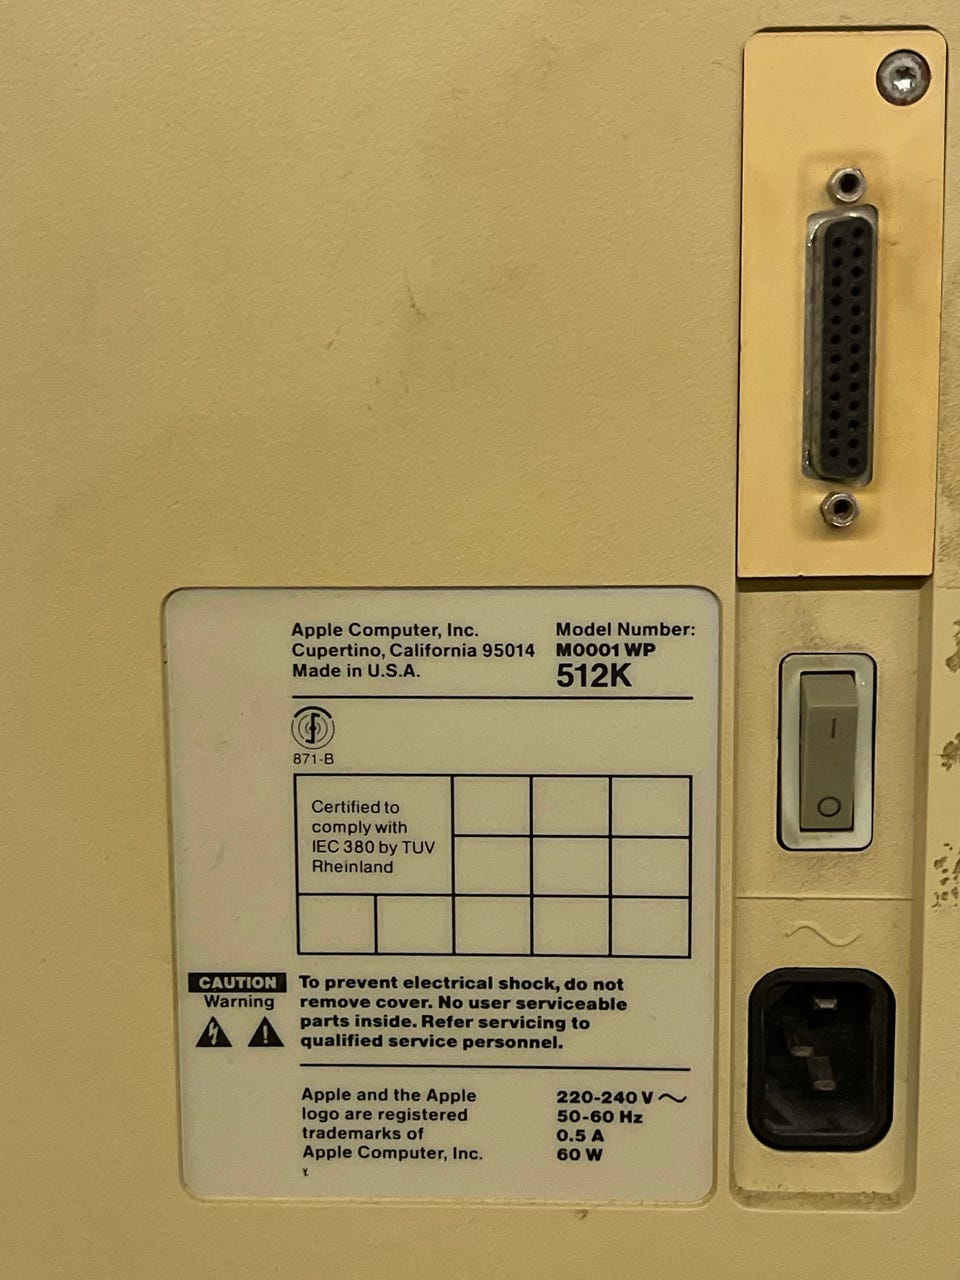 Apple Computer, Inc.
Cupertino, California 95014
Made in U.S.A.
Model Number:
M0001 WP
512K
871-B
Certified to
comply with
IEC 380 by TUV
Rheinland
CAUTION
Warning
To prevent electrical shock, do not
remove cover. No user serviceable
parts inside. Refer servicing to
qualified service personnel.
Apple and the Apple
logo are registered
trademarks of
Apple Computer, Inc.
220-240 V ~
50-60 Hz
0.5 A
60 W